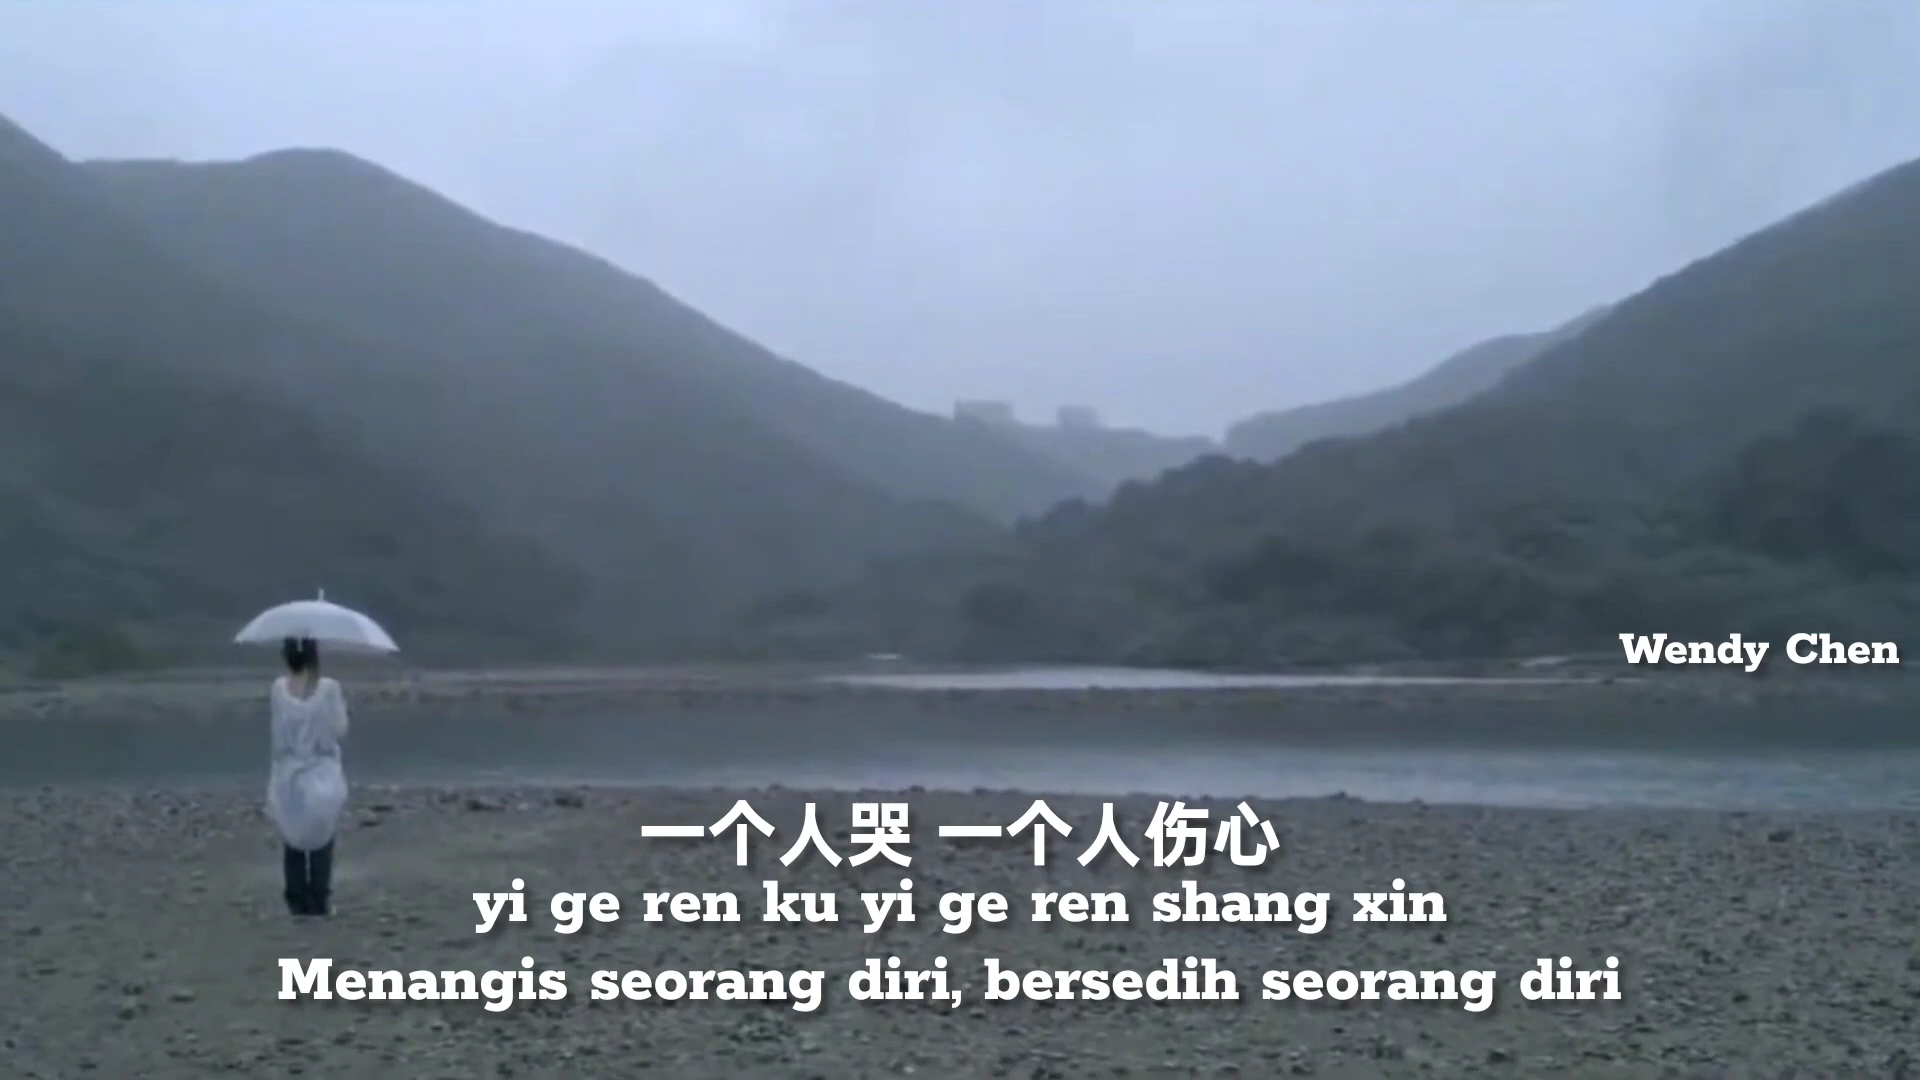 Wendy Chen
一个人哭 一个人伤心
yi ge ren ku yi ge ren shang xin
Menangis seorang diri, bersedih seorang diri